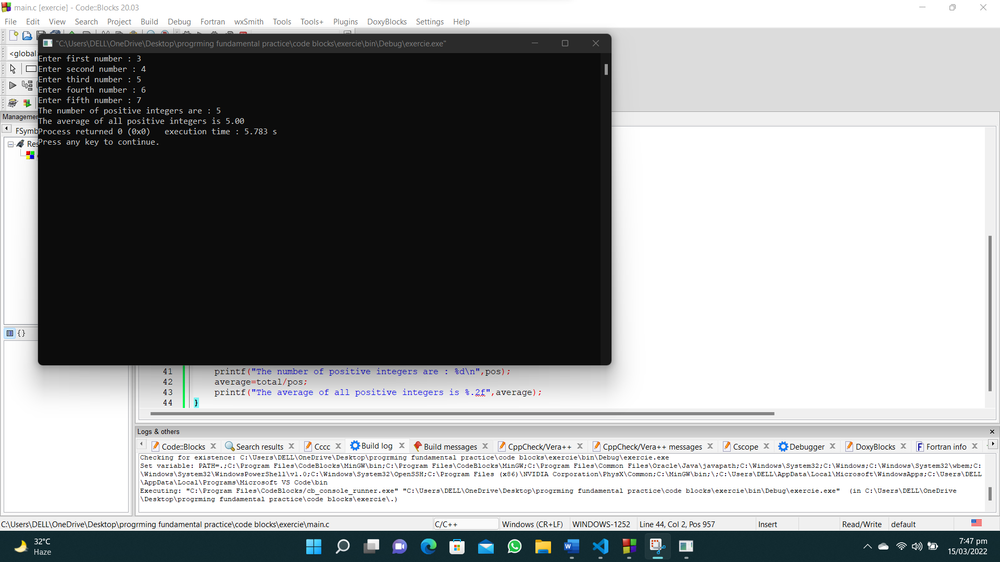 main.c [exercie] - Code::Blocks 20.03
File Edit View Search Project Build Debug Fortran wxSmith Tools Tools+ Plugins DoxyBlocks Settings Help
"C:\Users\DELL\OneDrive\Desktop\progrming fundamental practice\code blocks\exercie\bin\Debug\exercie.exe"
<global
Enter first number : 3
Enter second number : 4
Enter third number : 5
Enter fourth number : 6
Enter fifth number : 7
The number of positive integers are : 5
The average of all positive integers is 5.00
Process returned 0 (0x0)   execution time : 5.783 s
Press any key to continue.
Managemen
FSymb
Res
{}
41 printf("The number of positive integers are : %d\n",pos);
42 average=total/pos;
43 printf("The average of all positive integers is %.2f",average);
44 }
Logs & others
Code::Blocks Search results Cccc Build log Build messages CppCheck/Vera++ CppCheck/Vera++ messages Cscope Debugger DoxyBlocks Fortran info
Checking for existence: C:\Users\DELL\OneDrive\Desktop\progrming fundamental practice\code blocks\exercie\bin\Debug\exercie.exe
Set variable: PATH=.;C:\Program Files\CodeBlocks\MinGW\bin;C:\Program Files\CodeBlocks\MinGW;C:\Program Files\Common Files\Oracle\Java\javapath;C:\Windows\System32;C:\Windows;C:\Windows\System32\wbem;C:
\Windows\System32\WindowsPowerShell\v1.0;C:\Windows\System32\OpenSSH;C:\Program Files (x86)\NVIDIA Corporation\PhysX\Common;C:\MinGW\bin;\;C:\Users\DELL\AppData\Local\Microsoft\WindowsApps;C:\Users\DELL
\AppData\Local\Programs\Microsoft VS Code\bin
Executing: "C:\Program Files\CodeBlocks/cb_console_runner.exe" "C:\Users\DELL\OneDrive\Desktop\progrming fundamental practice\code blocks\exercie\bin\Debug\exercie.exe"  (in C:\Users\DELL\OneDrive
\Desktop\progrming fundamental practice\code blocks\exercie\.)
C:\Users\DELL\OneDrive\Desktop\progrming fundamental practice\code blocks\exercie\main.c C/C++ Windows (CR+LF) WINDOWS-1252 Line 44, Col 2, Pos 957 Insert Read/Write default
32°C
Haze
7:47 pm
15/03/2022